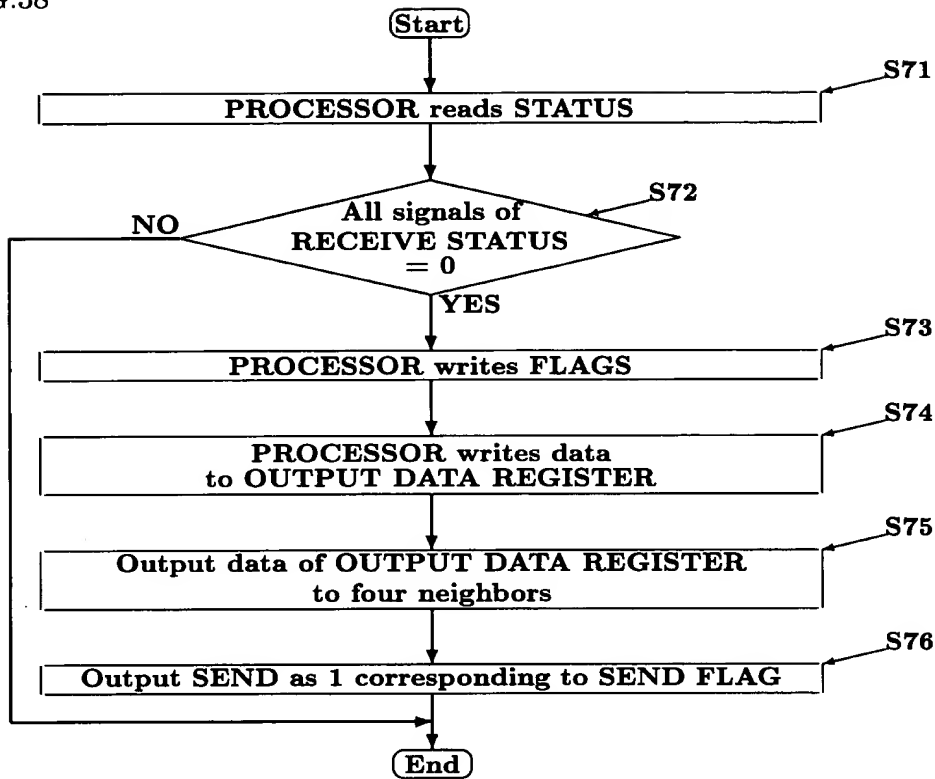 Start
S71
PROCESSOR reads STATUS
S72
All signals of
NO
RECEIVE STATUS
= 0
YES
S73
PROCESSOR writes FLAGS
S74
PROCESSOR writes data
to OUTPUT DATA REGISTER
S75
Output data of OUTPUT DATA REGISTER
to four neighbors
S76
Output SEND as 1 corresponding to SEND FLAG
End